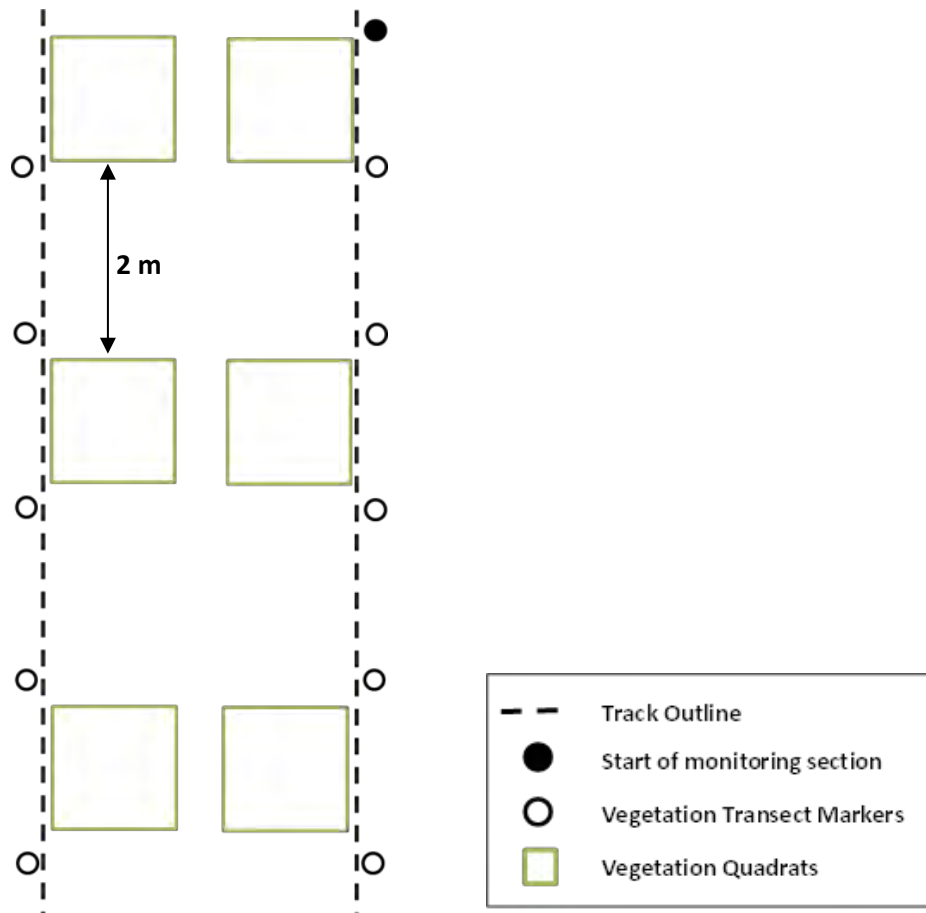 2 m
Track Outline
Start of monitoring section
Vegetation Transect Markers
Vegetation Quadrats